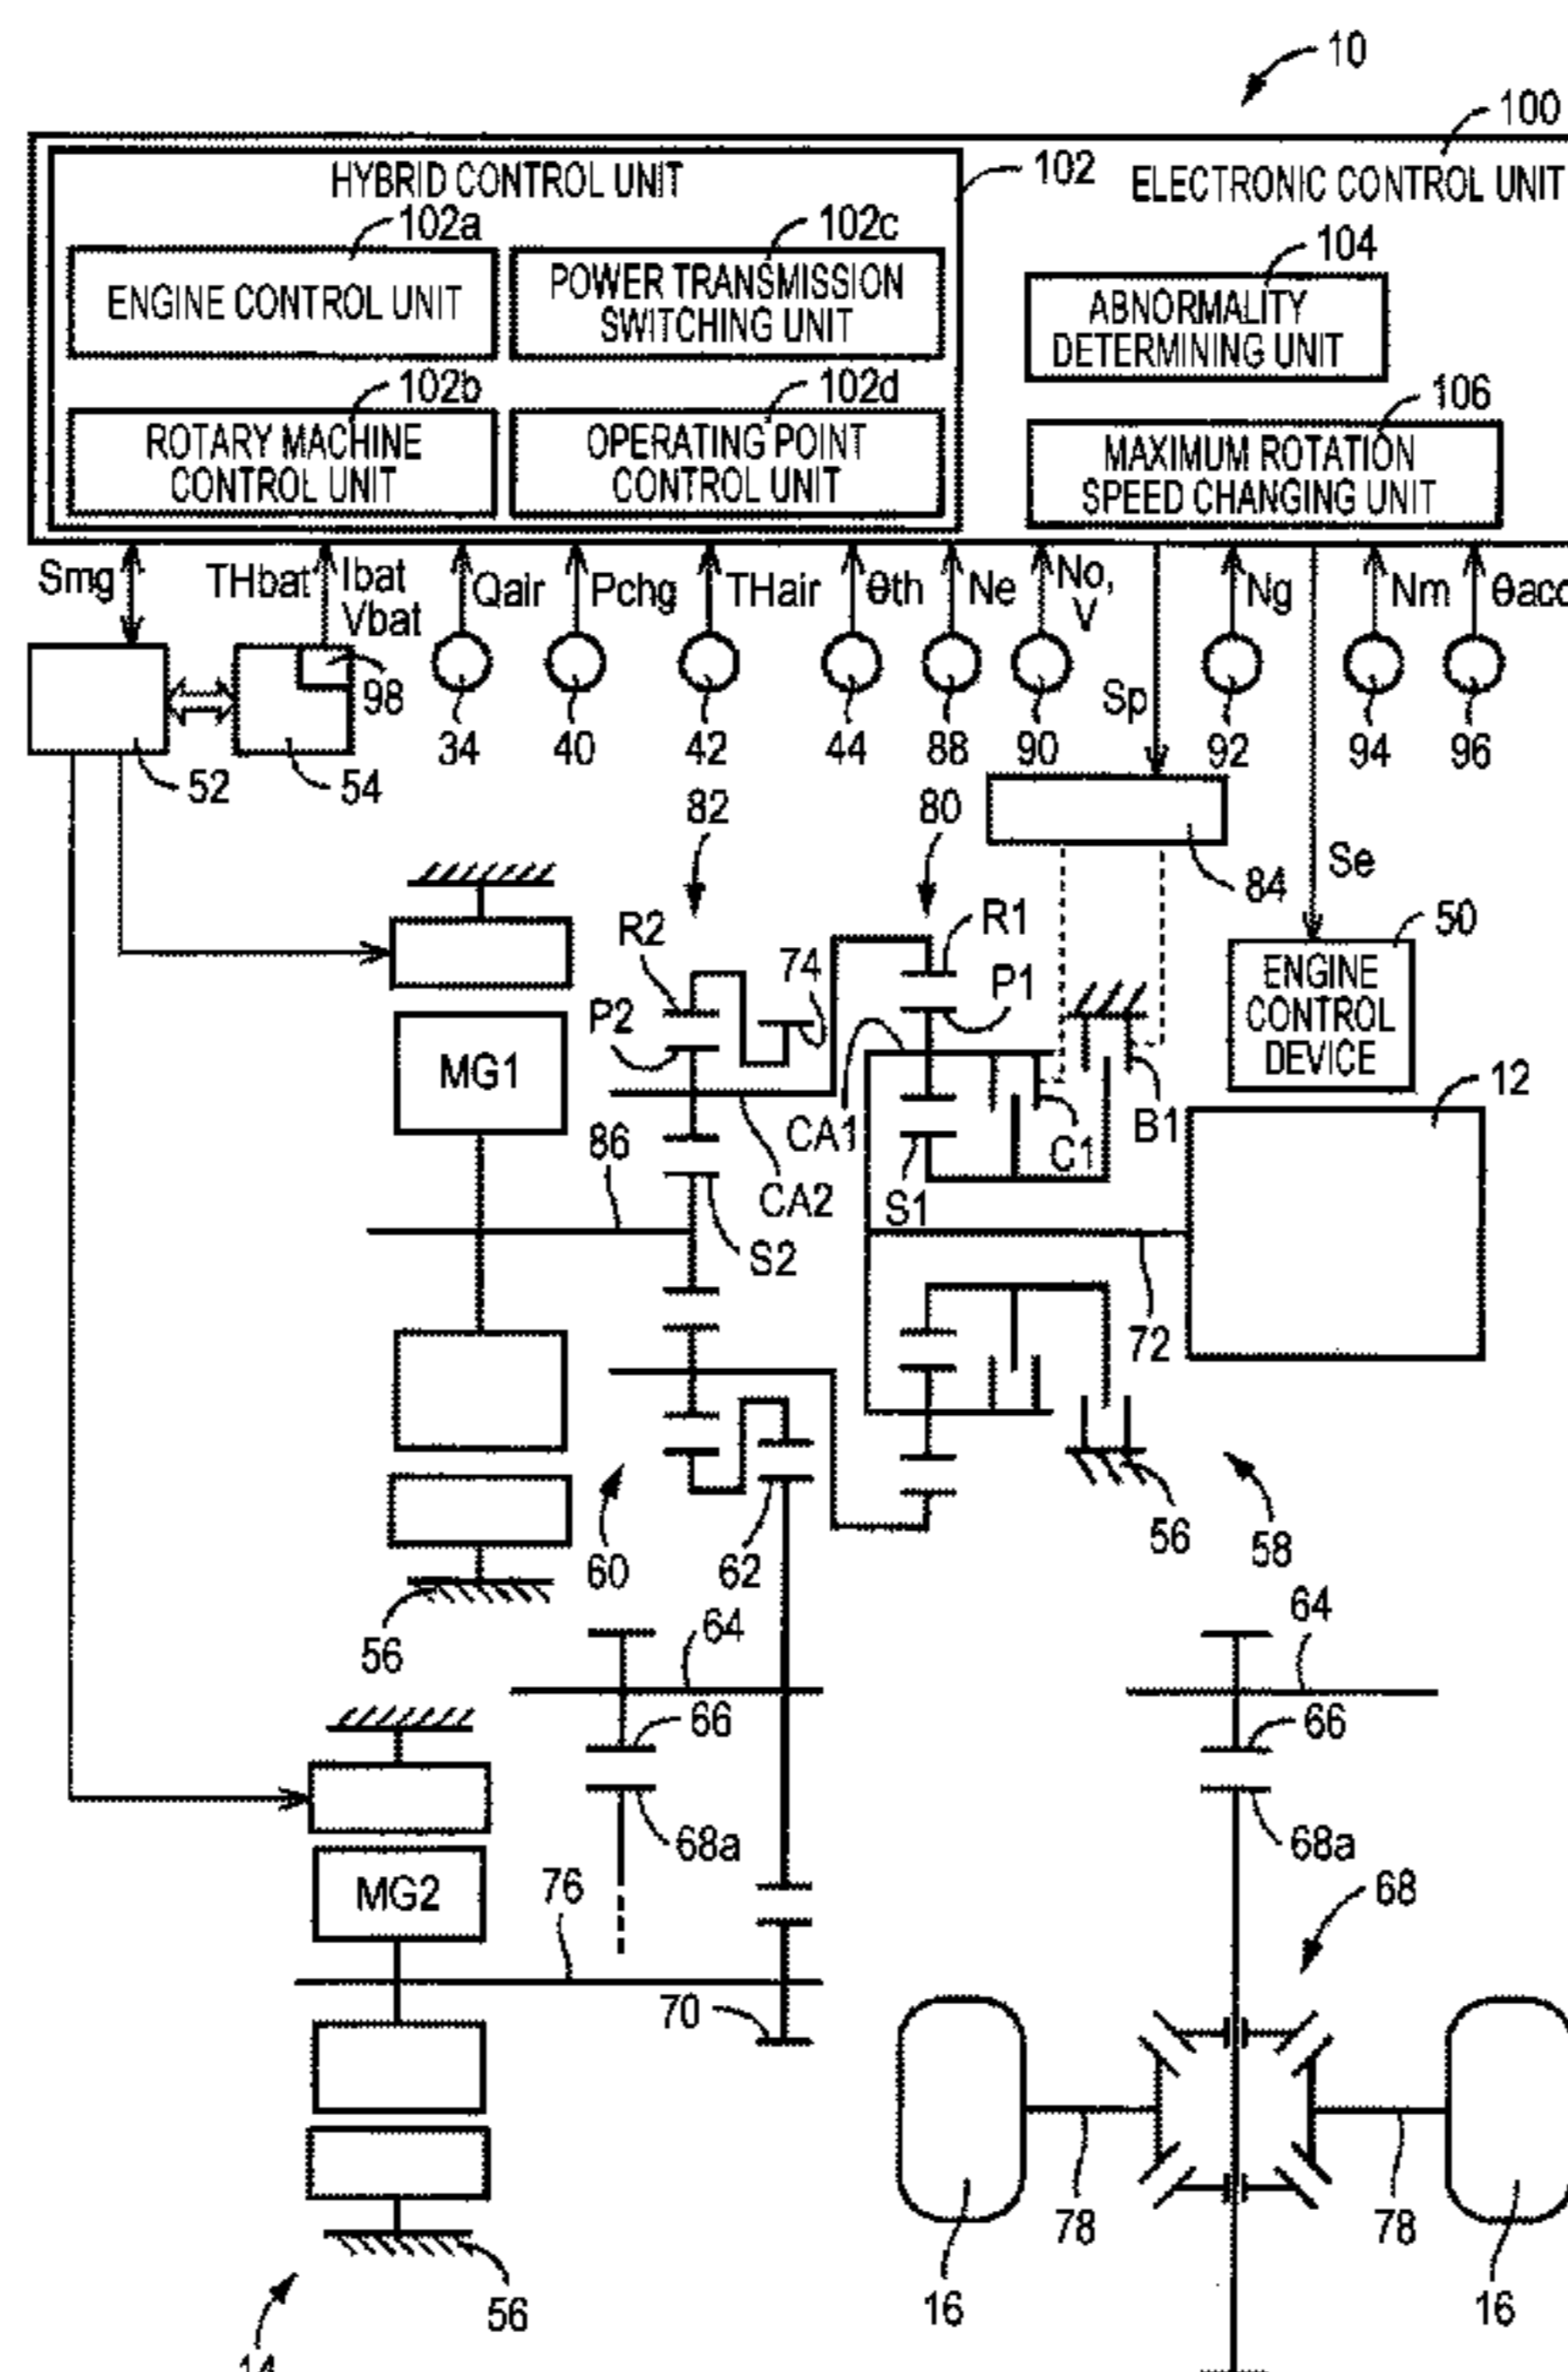 10
100
HYBRID CONTROL UNIT
102
ELECTRONIC CONTROL UNIT
102a
102c
104
ENGINE CONTROL UNIT
POWER TRANSMISSION
SWITCHING UNIT
ABNORMALITY
DETERMINING UNIT
102b
102d
106
ROTARY MACHINE
CONTROL UNIT
OPERATING POINT
CONTROL UNIT
MAXIMUM ROTATION
SPEED CHANGING UNIT
Smg
THbat
Ibat
Vbat
Qair
Pchg
THair
θth
Ne
No,
V
Ng
Nm
θacc
98
Sp
34
40
42
44
88
90
92
94
96
52
54
82
80
84
Se
50
R2
74
R1
P1
P2
ENGINE
CONTROL
DEVICE
MG1
12
CA1
C1
B1
86
CA2
S1
S2
72
60
62
56
58
56
64
64
66
66
68a
68a
76
68
MG2
70
78
78
16
16
56
14